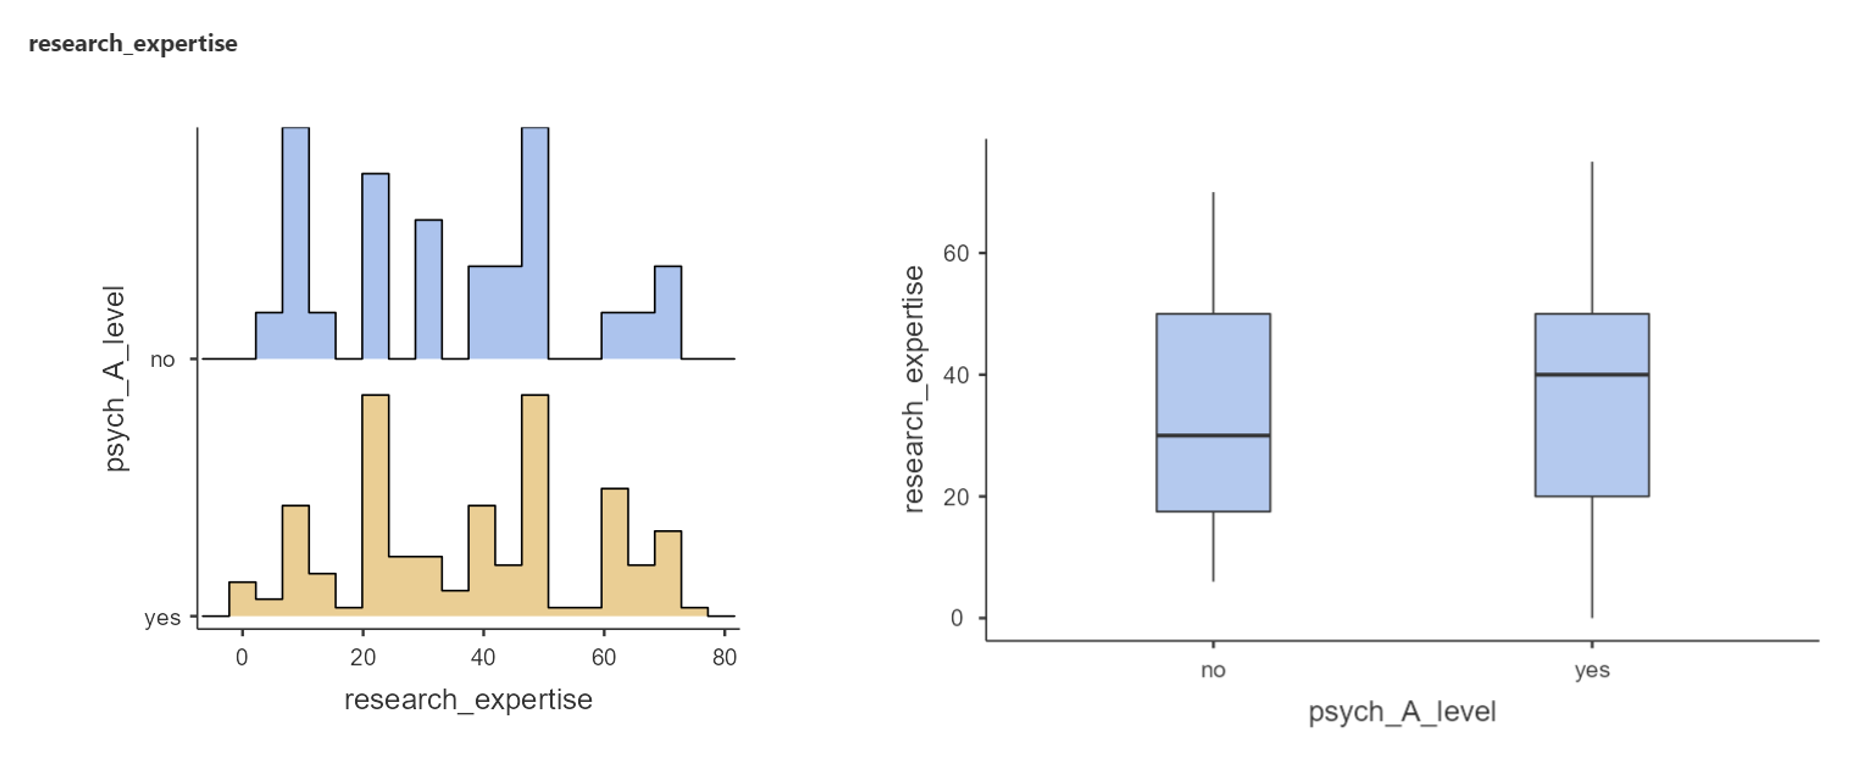 research_expertise
psych_A_level
no
yes
0 20 40 60 80
research_expertise
research_expertise
60
40
20
0
no yes
psych_A_level